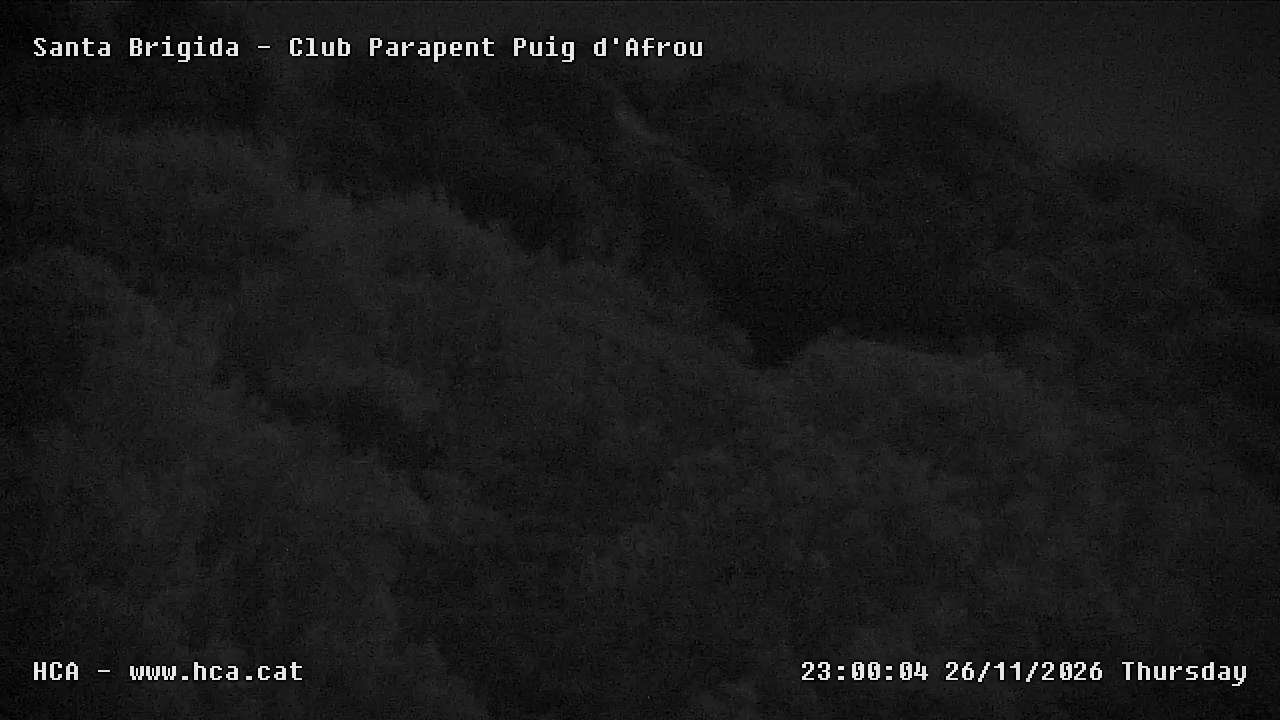 Santa Brigida - Club Parapent Puig d'Afrou
HCA - www.hca.cat
23:00:04 26/11/2026 Thursday